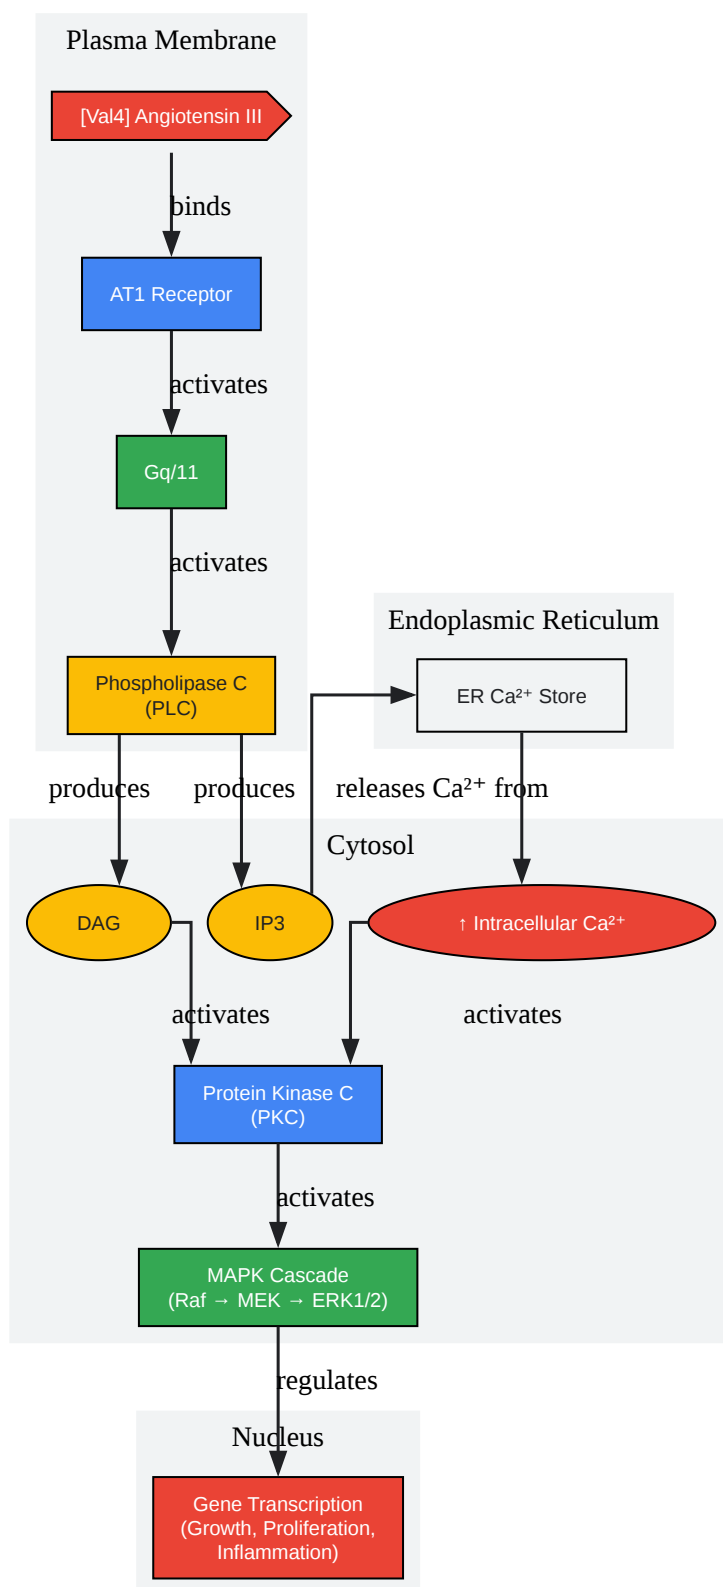 Plasma Membrane
[Val4] Angiotensin III
binds
AT1 Receptor
activates
Gq/11
activates
Phospholipase C
(PLC)
Endoplasmic Reticulum
ER Ca²⁺ Store
produces
produces
releases Ca²⁺ from
Cytosol
DAG
IP3
↑ Intracellular Ca²⁺
activates
activates
Protein Kinase C
(PKC)
activates
MAPK Cascade
(Raf → MEK → ERK1/2)
regulates
Nucleus
Gene Transcription
(Growth, Proliferation,
Inflammation)